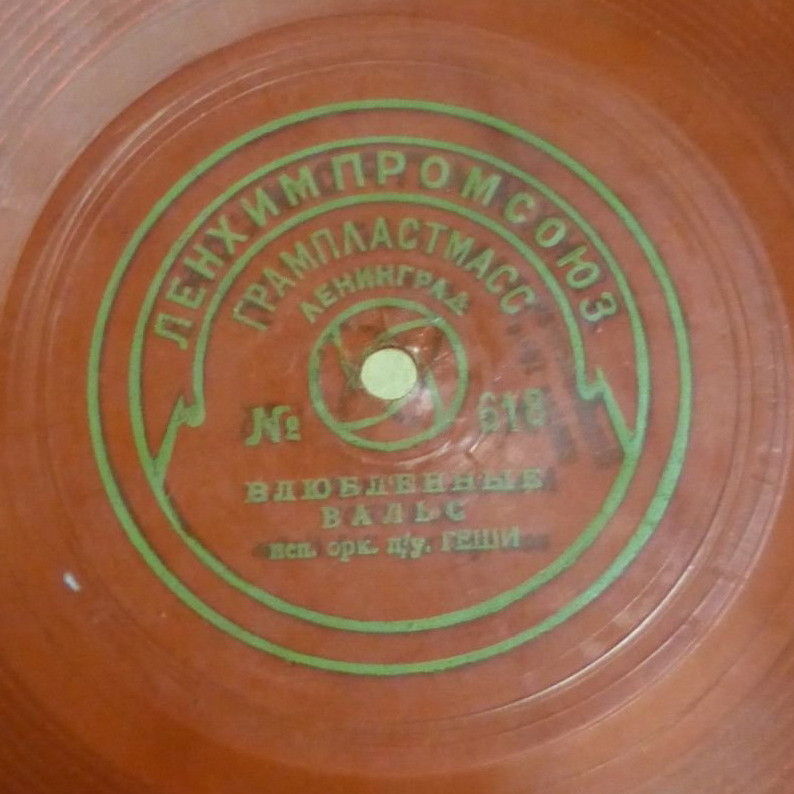 ЛЕНХИМПРОМСОЮЗ
ГРАМПЛАСТМАСС
ЛЕНИНГРАД
№ 618
ВЛЮБЛЕННЫЕ
ВАЛЬС
исп. орк. п/у. ГЕШИ